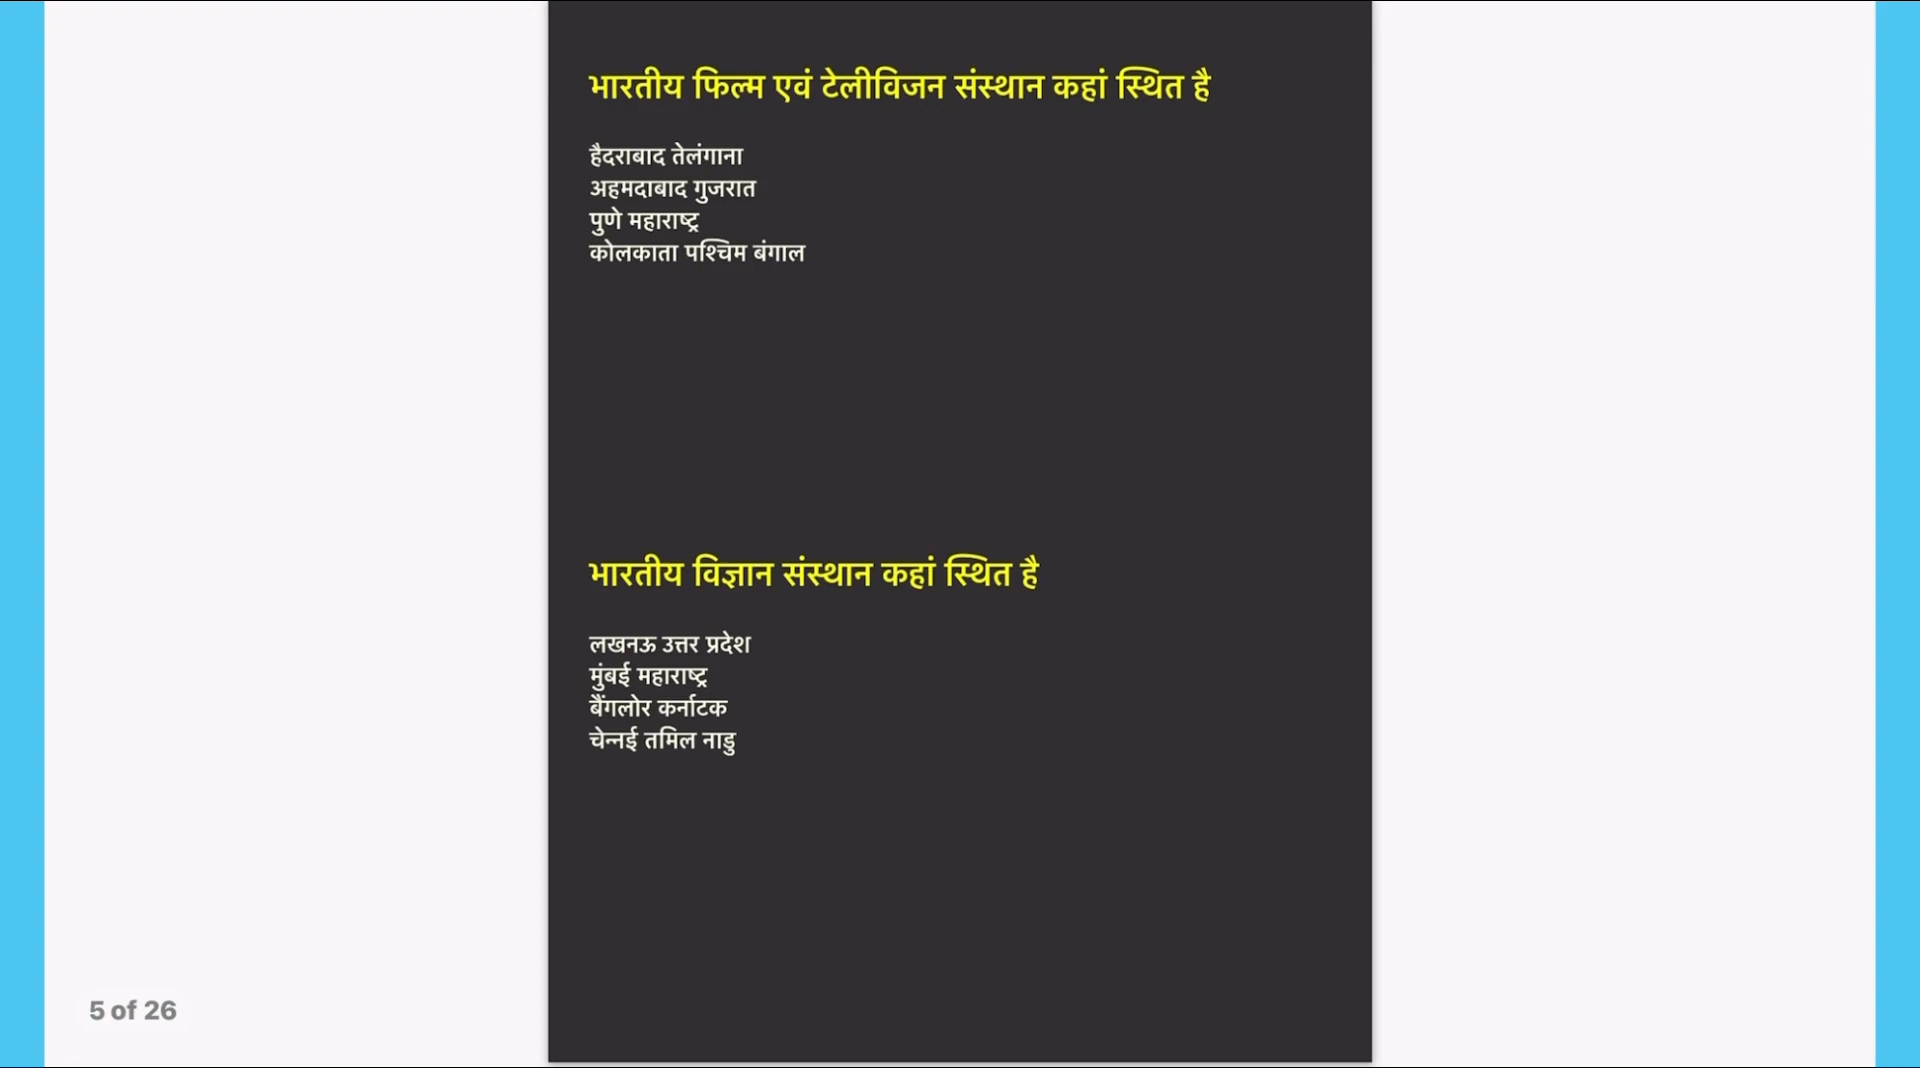 भारतीय फिल्म एवं टेलीविजन संस्थान कहां स्थित है
हैदराबाद तेलंगाना
अहमदाबाद गुजरात
पुणे महाराष्ट्र
कोलकाता पश्चिम बंगाल
भारतीय विज्ञान संस्थान कहां स्थित है
लखनऊ उत्तर प्रदेश
मुंबई महाराष्ट्र
बैंगलोर कर्नाटक
चेन्नई तमिल नाडु
5 of 26